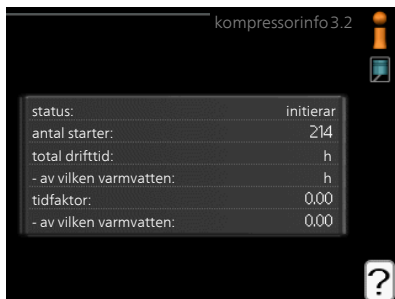 kompressorinfo 3.2
status: initierar
antal starter: 214
total drifttid: h
- av vilken varmvatten: h
tidfaktor: 0.00
- av vilken varmvatten: 0.00
?